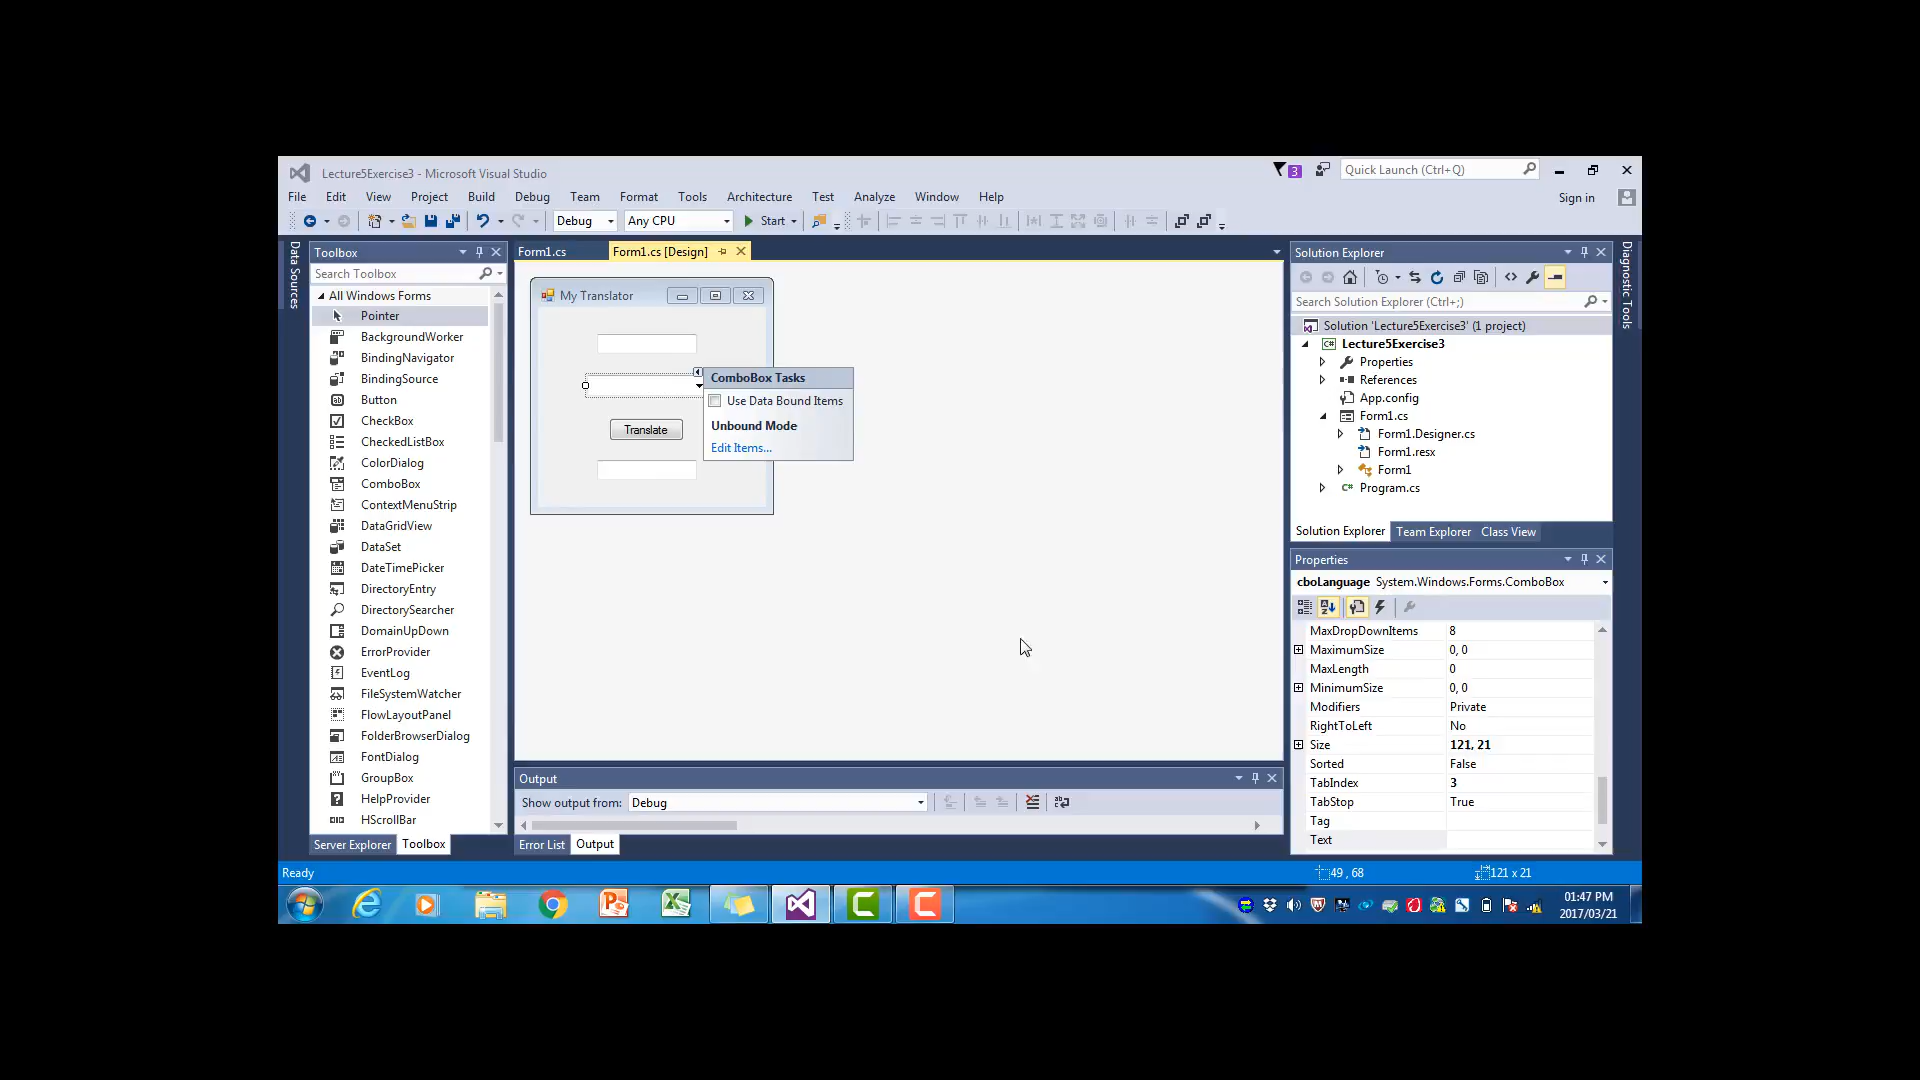 Lecture5Exercise3 - Microsoft Visual Studio
3
Quick Launch (Ctrl+Q)
File Edit View Project Build Debug Team Format Tools Architecture Test Analyze Window Help
Sign in
Debug Any CPU Start
Data Sources
Toolbox
Search Toolbox
All Windows Forms
Pointer
BackgroundWorker
BindingNavigator
BindingSource
Button
CheckBox
CheckedListBox
ColorDialog
ComboBox
ContextMenuStrip
DataGridView
DataSet
DateTimePicker
DirectoryEntry
DirectorySearcher
DomainUpDown
ErrorProvider
EventLog
FileSystemWatcher
FlowLayoutPanel
FolderBrowserDialog
FontDialog
GroupBox
HelpProvider
HScrollBar
Server Explorer Toolbox
Form1.cs Form1.cs [Design]
My Translator
ComboBox Tasks
Use Data Bound Items
Unbound Mode
Edit Items...
Translate
Output
Show output from: Debug
Error List Output
Solution Explorer
Search Solution Explorer (Ctrl+;)
Solution 'Lecture5Exercise3' (1 project)
C# Lecture5Exercise3
Properties
References
App.config
Form1.cs
Form1.Designer.cs
Form1.resx
Form1
C# Program.cs
Solution Explorer Team Explorer Class View
Diagnostic Tools
Properties
cboLanguage System.Windows.Forms.ComboBox
MaxDropDownItems 8
MaximumSize 0, 0
MaxLength 0
MinimumSize 0, 0
Modifiers Private
RightToLeft No
Size 121, 21
Sorted False
TabIndex 3
TabStop True
Tag
Text
Ready
49 , 68
121 x 21
01:47 PM
2017/03/21